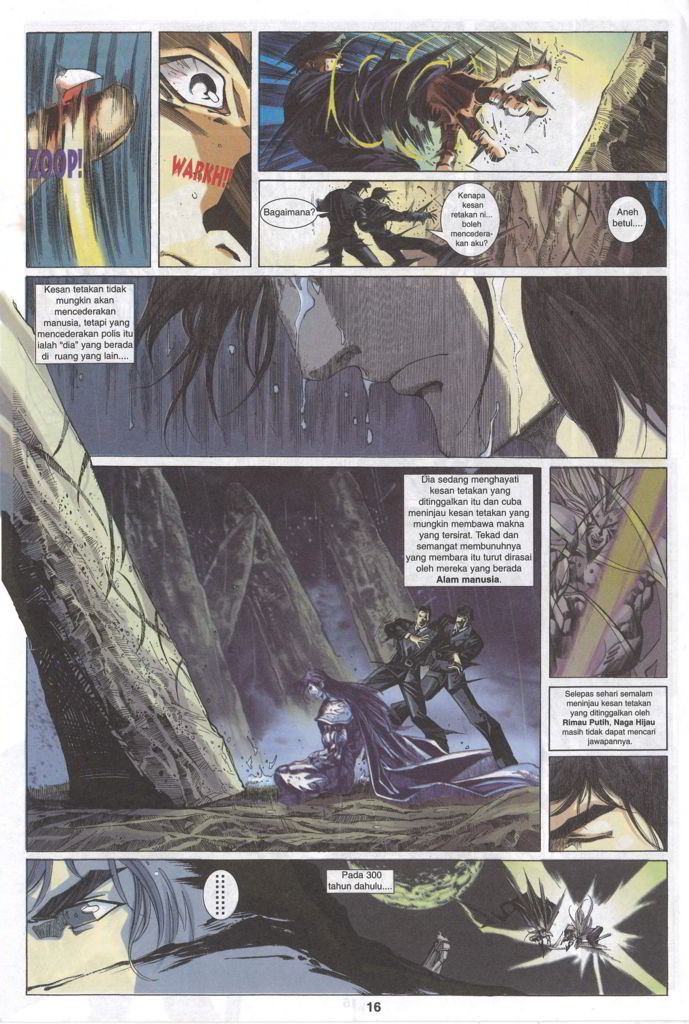 ZOOP!
WARKH!!
Bagaimana?
Kenapa
kesan
retakan ni...
boleh
mencedera-
kan aku?
Aneh
betul....
Kesan tetakan tidak
mungkin akan
mencederakan
manusia, tetapi yang
mencederakan polis itu
ialah "dia" yang berada
di ruang yang lain....
Dia sedang menghayati
kesan tetakan yang
ditinggalkan itu dan cuba
meninjau kesan tetakan yang
mungkin membawa makna
yang tersirat. Tekad dan
semangat membunuhnya
yang membara itu turut dirasai
oleh mereka yang berada
Alam manusia.
Selepas sehari semalam
meninjau kesan tetakan
yang ditinggalkan oleh
Rimau Putih, Naga Hijau
masih tidak dapat mencari
jawapannya.
Pada 300
tahun dahulu....
16